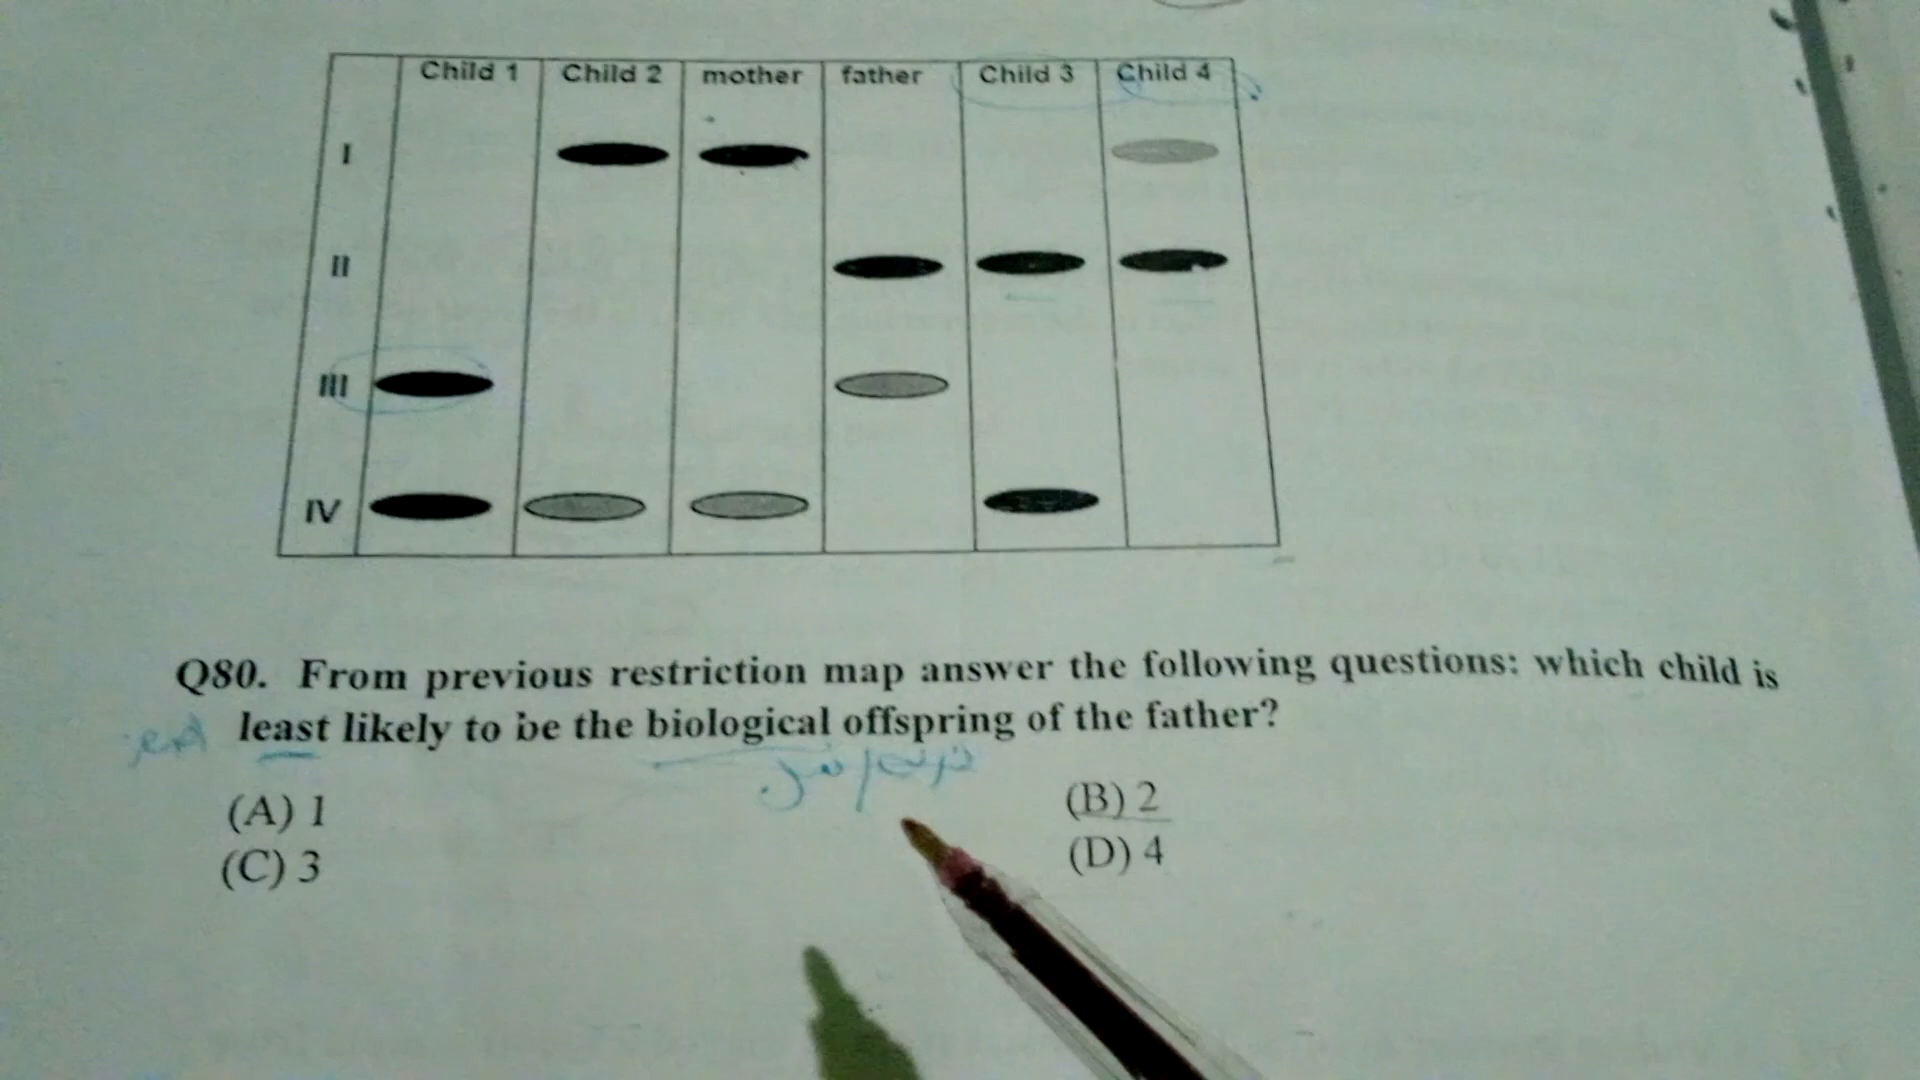 Child 1 Child 2 mother father Child 3 Child 4
I
II
III
IV
Q80. From previous restriction map answer the following questions: which child is
least likely to be the biological offspring of the father?
(A) 1 (B) 2
(C) 3 (D) 4